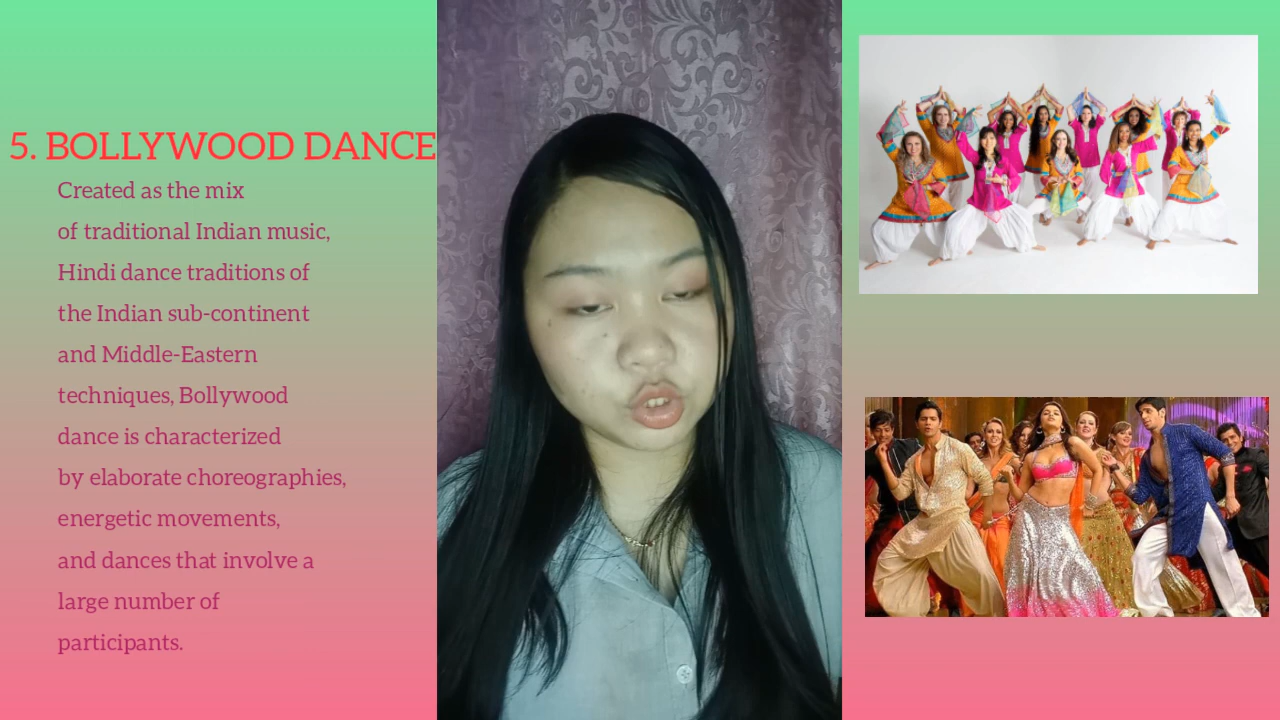 5. BOLLYWOOD DANCE
Created as the mix
of traditional Indian music,
Hindi dance traditions of
the Indian sub-continent
and Middle-Eastern
techniques, Bollywood
dance is characterized
by elaborate choreographies,
energetic movements,
and dances that involve a
large number of
participants.